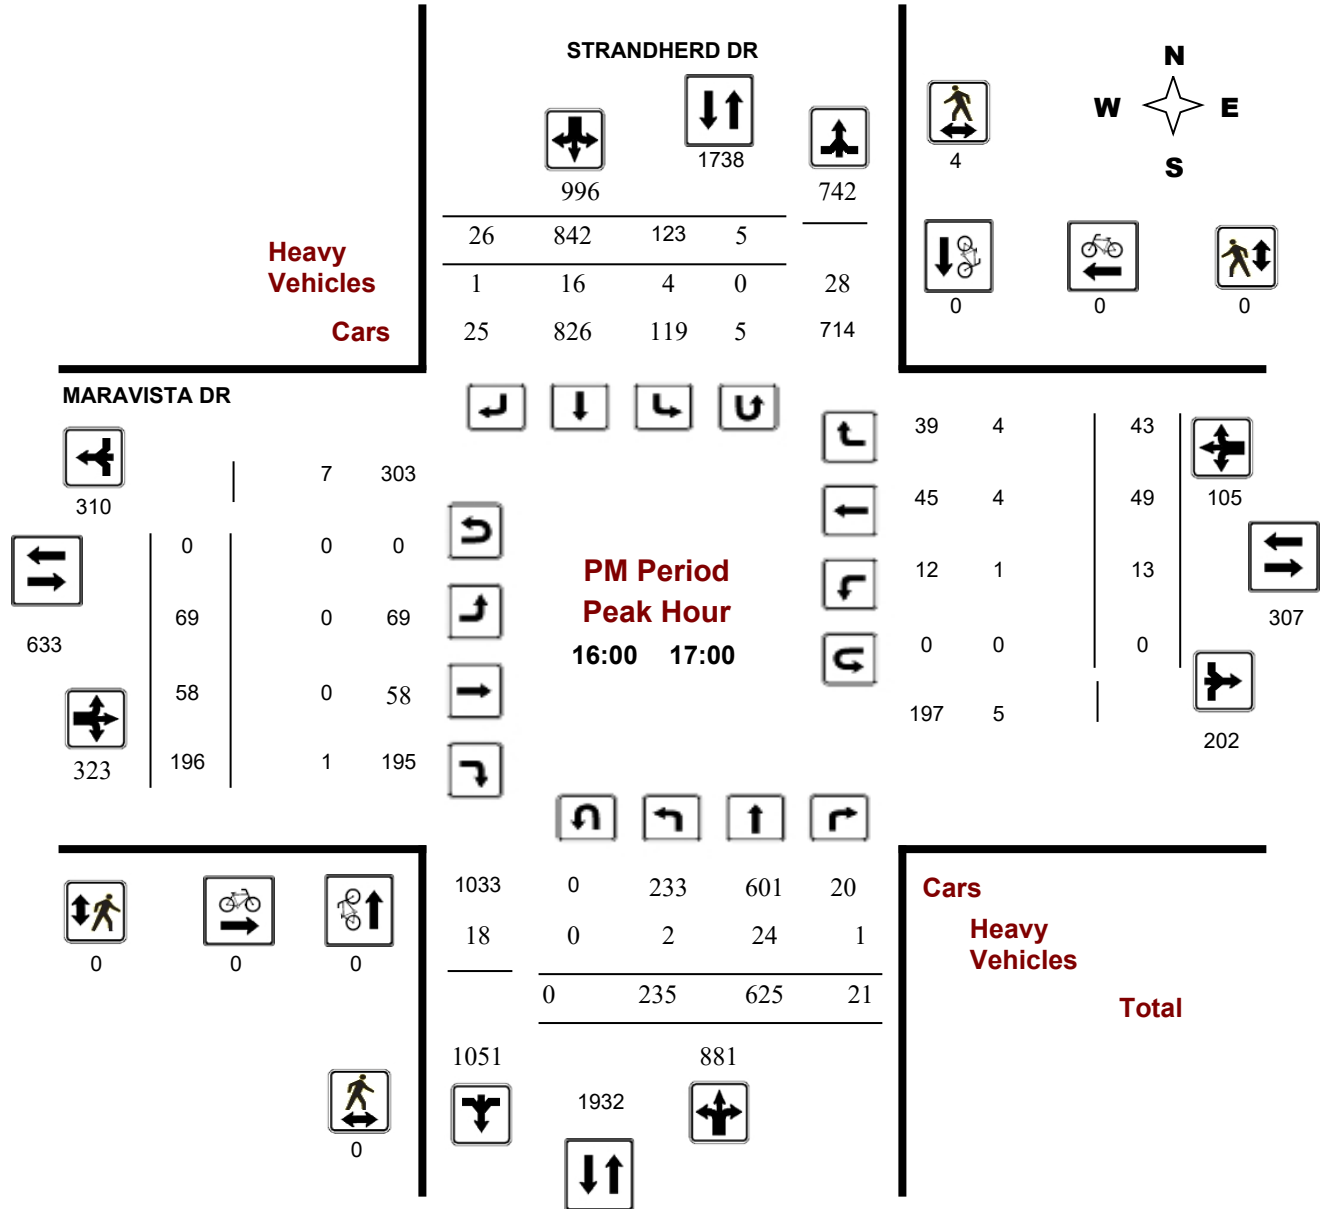 STRANDHERD DR
N
W E
S
1738
4
996 742
26 842 123 5
Heavy
Vehicles
1 16 4 0 28
0 0 0
Cars 25 826 119 5 714
MARAVISTA DR
39 4 43
7 303
310
45 4 49 105
0 0 0
PM Period
12 1 13
69 0 69
Peak Hour
307
633
16:00 17:00
0 0 0
58 0 58
197 5
202
323 196 1 195
1033 0 233 601 20 Cars
18 0 2 24 1 Heavy
Vehicles
0 0 0
0 235 625 21 Total
1051 881
1932
0